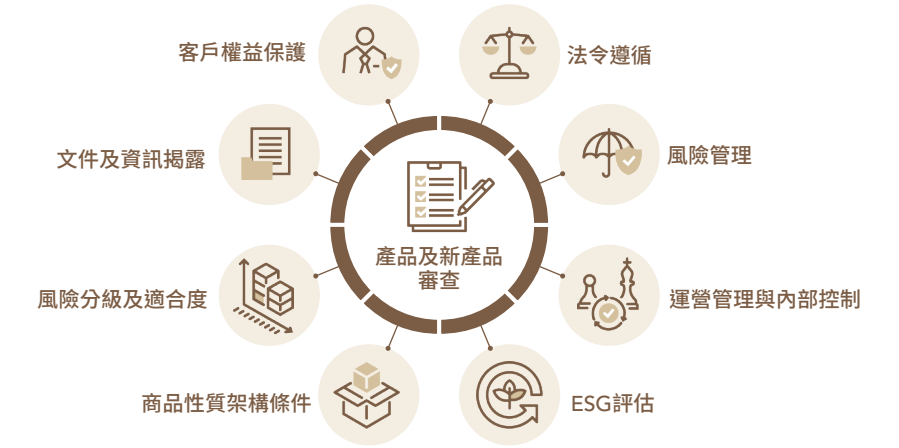 客戶權益保護
法令遵循
文件及資訊揭露
風險管理
產品及新產品
審查
風險分級及適合度
運營管理與內部控制
商品性質架構條件
ESG評估